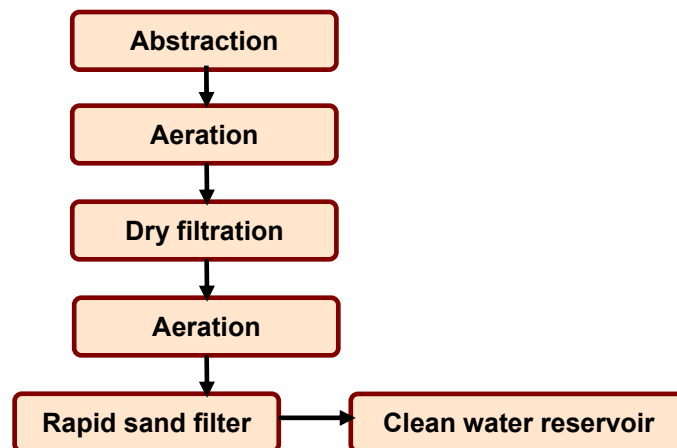 Abstraction
Aeration
Dry filtration
Aeration
Rapid sand filter
Clean water reservoir